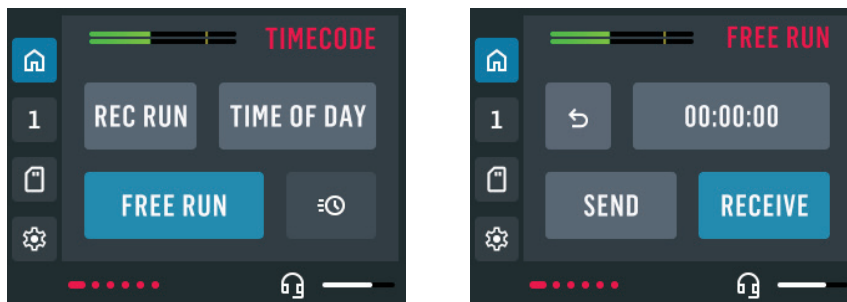 TIMECODE
1
REC RUN
TIME OF DAY
FREE RUN
FREE RUN
1
00:00:00
SEND
RECEIVE